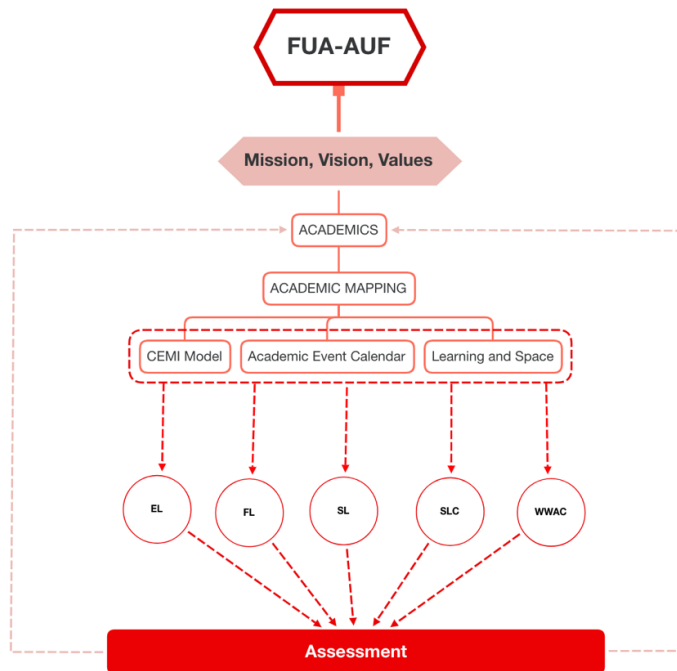 FUA-AUF
Mission, Vision, Values
ACADEMICS
ACADEMIC MAPPING
CEMI Model
Academic Event Calendar
Learning and Space
EL
FL
SL
SLC
WWAC
Assessment